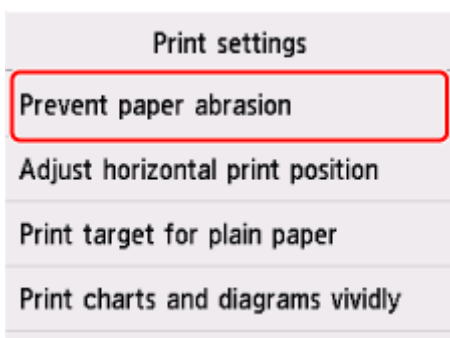 Print settings
Prevent paper abrasion
Adjust horizontal print position
Print target for plain paper
Print charts and diagrams vividly